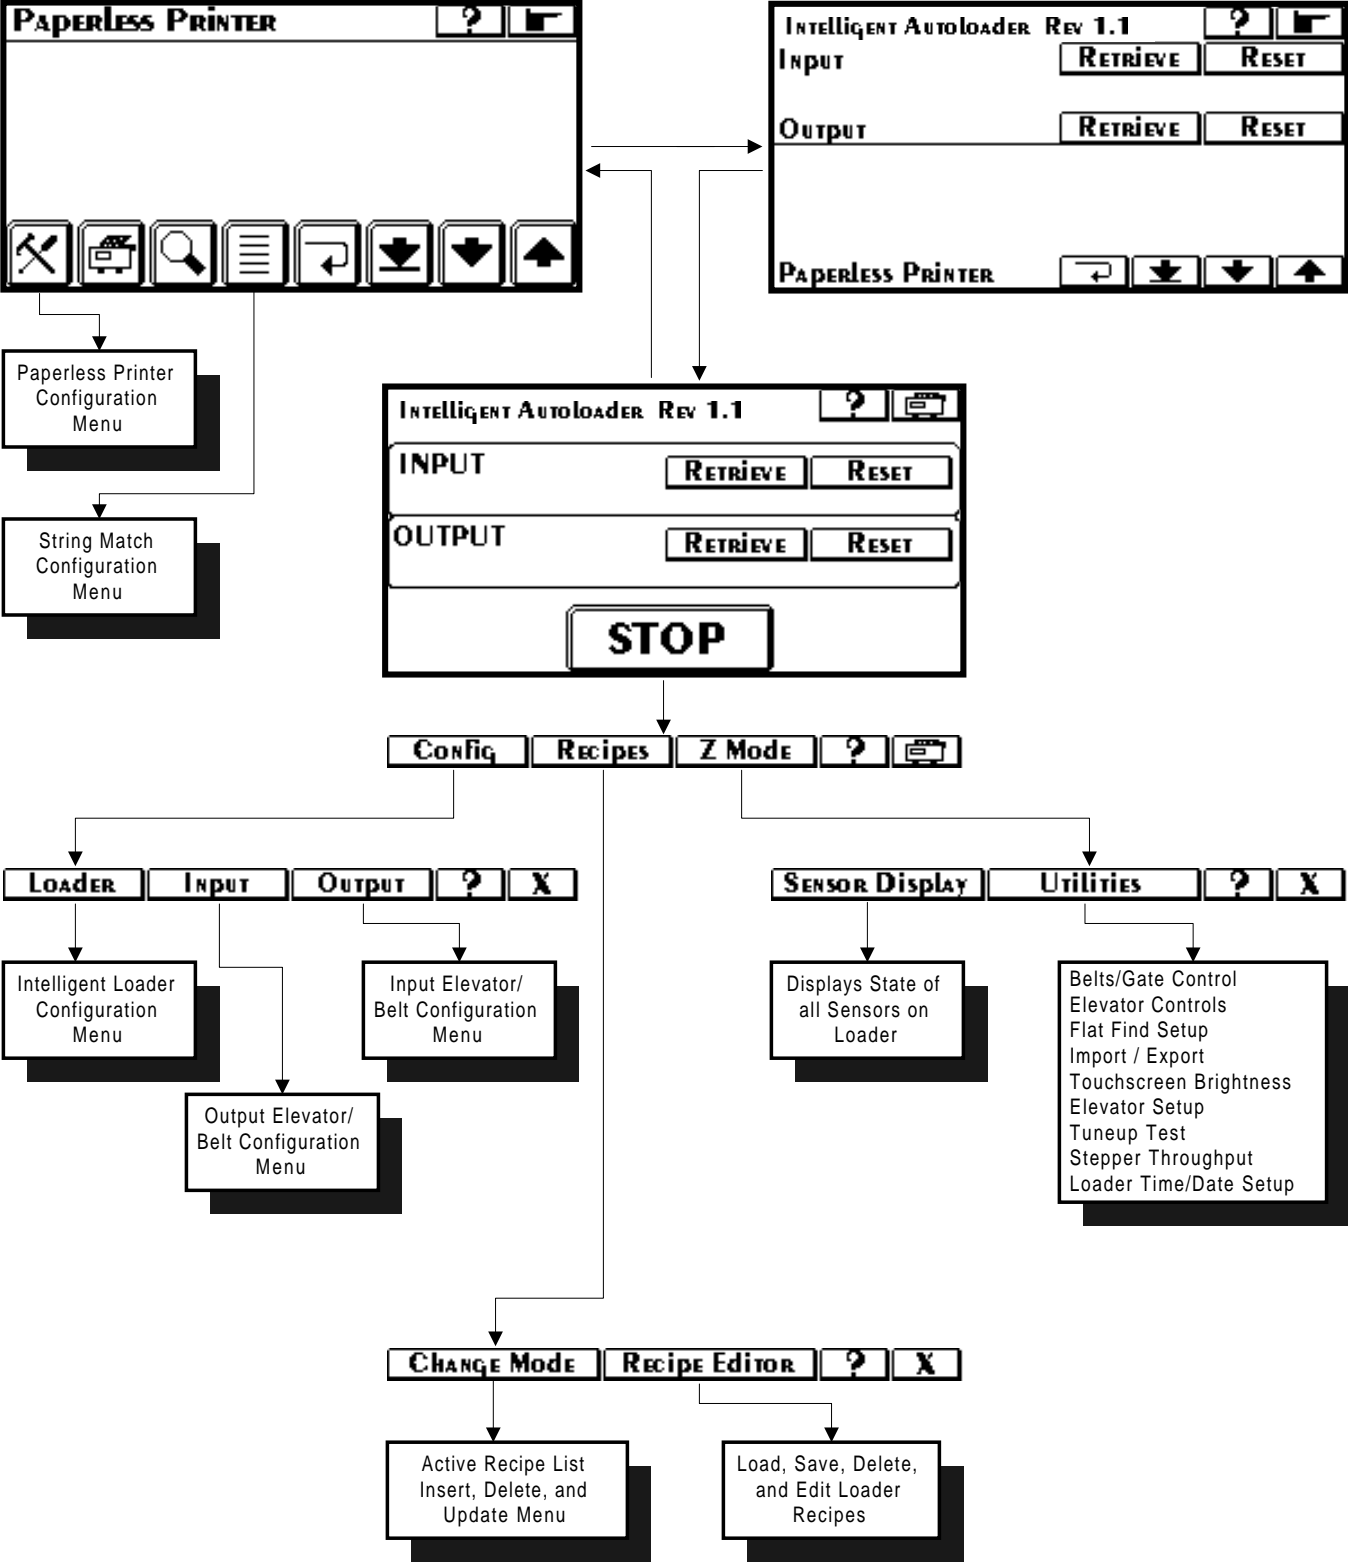 Paperless Printer
?
Intelligent Autoloader Rev 1.1
?
Input
Retrieve
Reset
Output
Retrieve
Reset
Paperless Printer
Paperless Printer
Configuration
Menu
String Match
Configuration
Menu
Intelligent Autoloader Rev 1.1
?
INPUT
Retrieve
Reset
OUTPUT
Retrieve
Reset
STOP
Config
Recipes
Z Mode
?
Loader
Input
Output
?
X
Sensor Display
Utilities
?
X
Intelligent Loader
Configuration
Menu
Input Elevator/
Belt Configuration
Menu
Output Elevator/
Belt Configuration
Menu
Displays State of
all Sensors on
Loader
Belts/Gate Control
Elevator Controls
Flat Find Setup
Import / Export
Touchscreen Brightness
Elevator Setup
Tuneup Test
Stepper Throughput
Loader Time/Date Setup
Change Mode
Recipe Editor
?
X
Active Recipe List
Insert, Delete, and
Update Menu
Load, Save, Delete,
and Edit Loader
Recipes